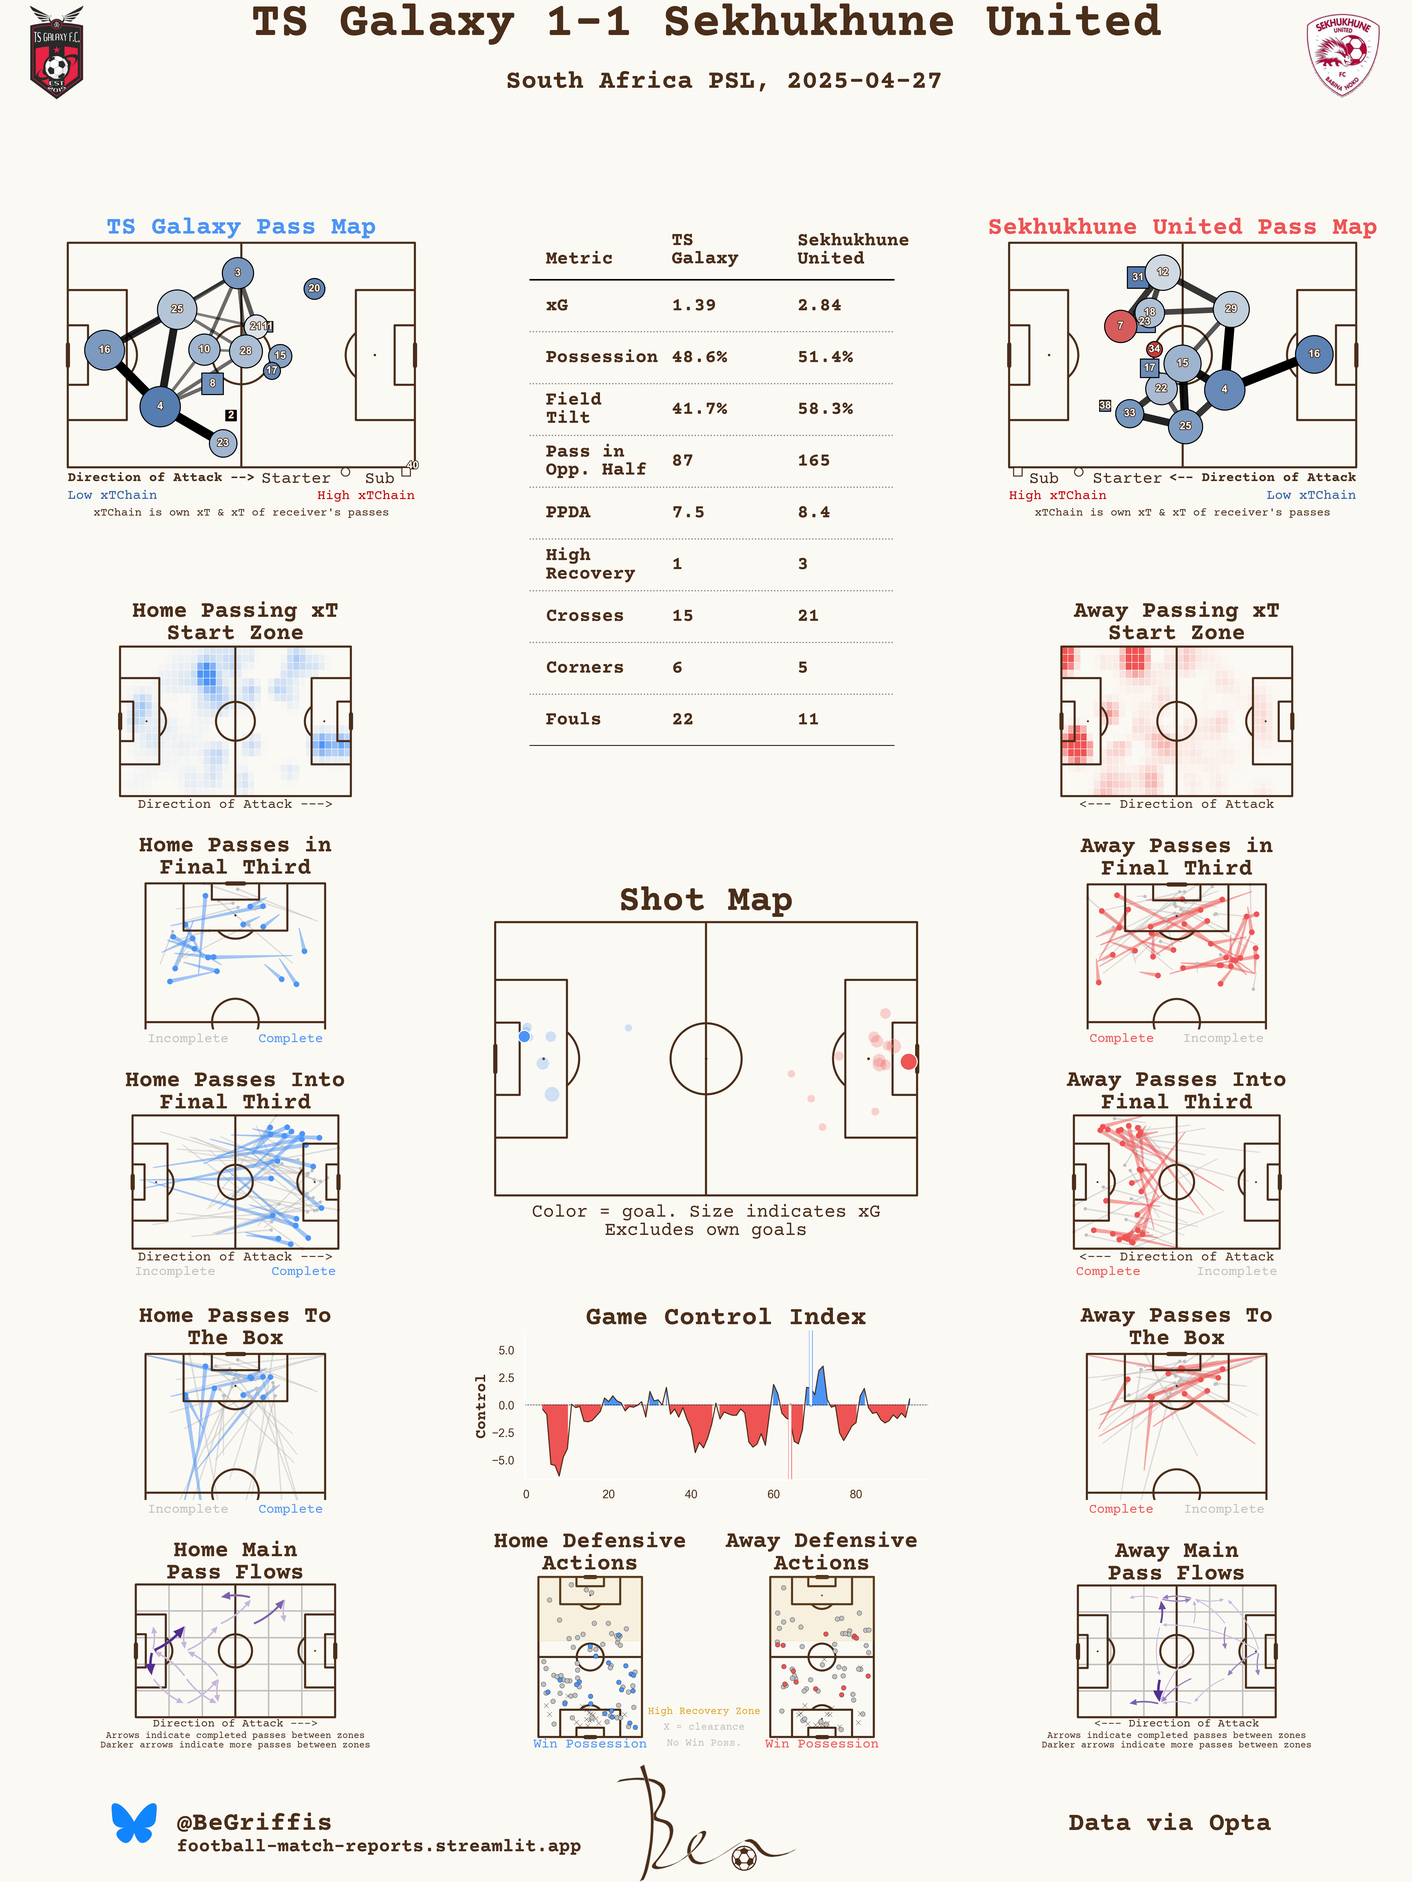 TS Galaxy 1-1 Sekhukhune United
South Africa PSL, 2025-04-27
TS GALAXY F.C.
EST
2015
SEKHUKHUNE
UNITED
FC
BABINA NOKO
TS Galaxy Pass Map
3
20
25
21
11
16
10
28
15
17
8
4
2
23
40
Direction of Attack --> Starter Sub
Low xTChain High xTChain
xTChain is own xT & xT of receiver's passes
Metric TS Galaxy Sekhukhune United
xG 1.39 2.84
Possession 48.6% 51.4%
Field Tilt 41.7% 58.3%
Pass in Opp. Half 87 165
PPDA 7.5 8.4
High Recovery 1 3
Crosses 15 21
Corners 6 5
Fouls 22 11
Sekhukhune United Pass Map
31
12
18
29
7
23
34
16
15
17
22
4
38
33
25
Sub Starter <-- Direction of Attack
High xTChain Low xTChain
xTChain is own xT & xT of receiver's passes
Home Passing xT
Start Zone
Direction of Attack --->
Away Passing xT
Start Zone
<--- Direction of Attack
Home Passes in
Final Third
Incomplete Complete
Away Passes in
Final Third
Complete Incomplete
Shot Map
Color = goal. Size indicates xG
Excludes own goals
Home Passes Into
Final Third
Direction of Attack --->
Incomplete Complete
Away Passes Into
Final Third
<--- Direction of Attack
Complete Incomplete
Home Passes To
The Box
Incomplete Complete
Game Control Index
Control
5.0
2.5
0.0
−2.5
−5.0
0 20 40 60 80
Away Passes To
The Box
Complete Incomplete
Home Main
Pass Flows
Direction of Attack --->
Arrows indicate completed passes between zones
Darker arrows indicate more passes between zones
Home Defensive
Actions
Win Possession
High Recovery Zone
X = clearance
No Win Poss.
Away Defensive
Actions
Win Possession
Away Main
Pass Flows
<--- Direction of Attack
Arrows indicate completed passes between zones
Darker arrows indicate more passes between zones
@BeGriffis
football-match-reports.streamlit.app
Ben
Data via Opta